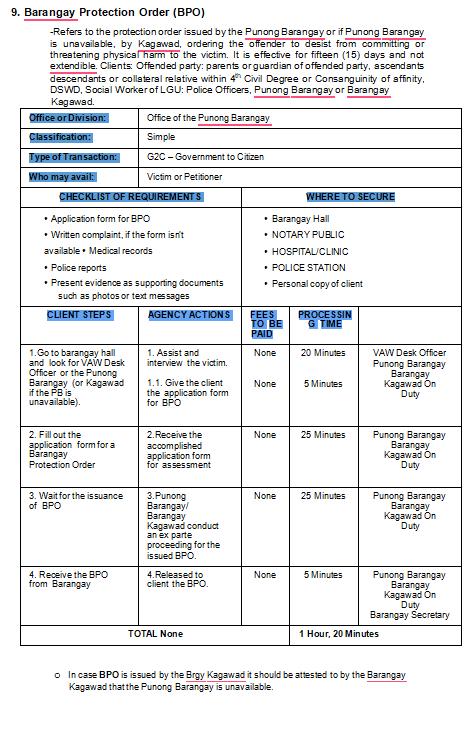 9. Barangay Protection Order (BPO)
-Refers to the protection order issued by the Punong Barangay or if Punong Barangay
is unavailable, by Kagawad, ordering the offender to desist from committing or
threatening physical harm to the victim. It is effective for fifteen (15) days and not
extendible. Clients: Offended party: parents or guardian of offended party, ascendants
descendants or collateral relative within 4th Civil Degree or Consanguinity of affinity,
DSWD, Social Worker of LGU: Police Officers, Punong Barangay or Barangay
Kagawad.
Office or Division: Office of the Punong Barangay
Classification: Simple
Type of Transaction: G2C – Government to Citizen
Who may avail: Victim or Petitioner
CHECKLIST OF REQUIREMENTS WHERE TO SECURE
• Application form for BPO
• Written complaint, if the form isn't
available • Medical records
• Police reports
• Present evidence as supporting documents
such as photos or text messages
• Barangay Hall
• NOTARY PUBLIC
• HOSPITAL/CLINIC
• POLICE STATION
• Personal copy of client
CLIENT STEPS AGENCY ACTIONS FEES PROCESSIN
TO BE G TIME
PAID
1.Go to barangay hall
and look for VAW Desk
Officer or the Punong
Barangay (or Kagawad
if the PB is
unavailable).
1. Assist and
interview the victim.
1.1. Give the client
the application form
for BPO
None
None
20 Minutes
5 Minutes
VAW Desk Officer
Punong Barangay
Barangay
Kagawad On
Duty
2. Fill out the
application form for a
Barangay
Protection Order
2.Receive the
accomplished
application form
for assessment
None
25 Minutes
Punong Barangay
Barangay
Kagawad On
Duty
3. Wait for the issuance
of BPO
3.Punong
Barangay/
Barangay
Kagawad conduct
an ex parte
proceeding for the
issued BPO.
None
25 Minutes
Punong Barangay
Barangay
Kagawad On
Duty
4. Receive the BPO
from Barangay
4.Released to
client the BPO.
None
5 Minutes
Punong Barangay
Barangay
Kagawad On
Duty
Barangay Secretary
TOTAL None 1 Hour, 20 Minutes
o In case BPO is issued by the Brgy Kagawad it should be attested to by the Barangay
Kagawad that the Punong Barangay is unavailable.